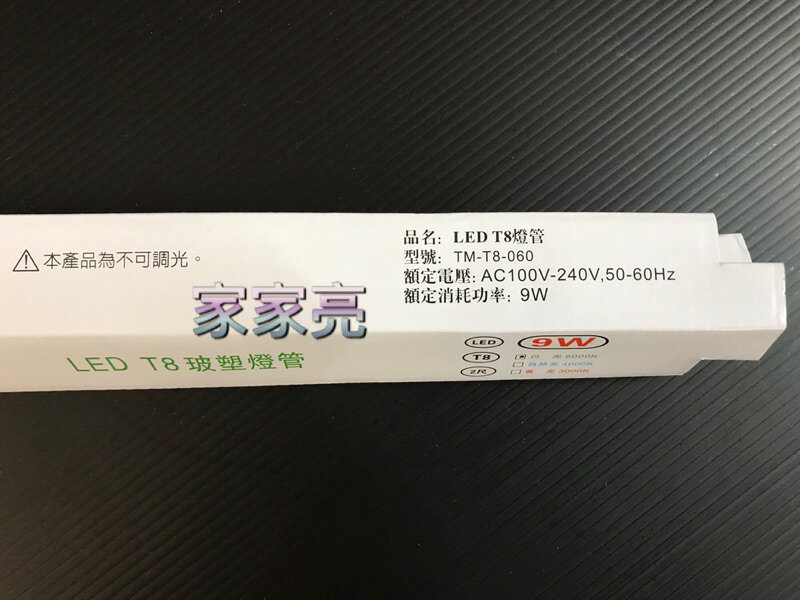 ⚠本產品為不可調光。
品名: LED T8燈管
型號: TM-T8-060
額定電壓: AC100V-240V,50-60Hz
額定消耗功率: 9W
家家亮
LED T8 玻塑燈管
LED 9W
T8 白 光 6000K
自然光 4000K
2尺 黃 光 3000K